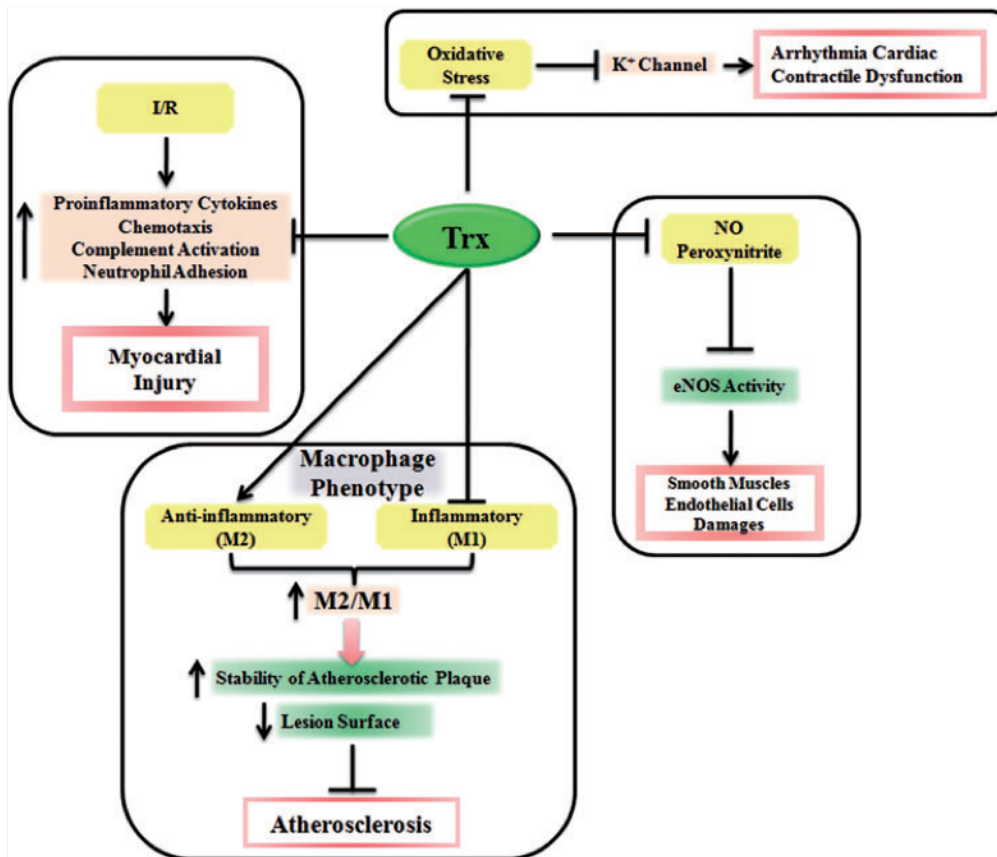 Oxidative
Stress
K+ Channel
Arrhythmia Cardiac
Contractile Dysfunction
I/R
Proinflammatory Cytokines
Chemotaxis
Complement Activation
Neutrophil Adhesion
Myocardial
Injury
Trx
NO
Peroxynitrite
eNOS Activity
Smooth Muscles
Endothelial Cells
Damages
Macrophage
Phenotype
Anti-inflammatory
(M2)
Inflammatory
(M1)
M2/M1
Stability of Atherosclerotic Plaque
Lesion Surface
Atherosclerosis